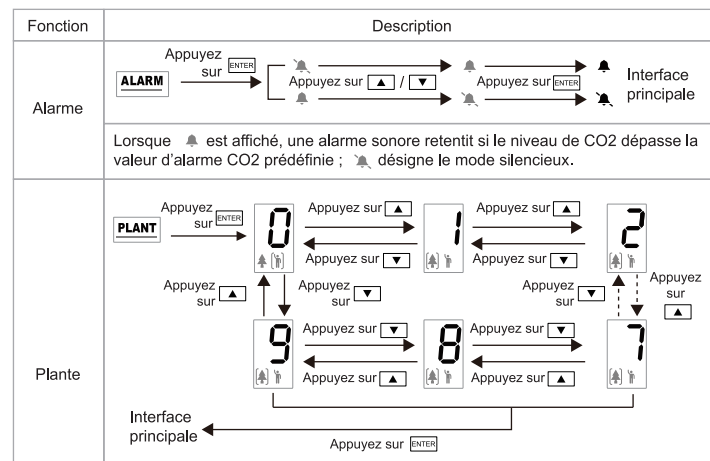 Fonction Description
Alarme
ALARM Appuyez sur ENTER
Appuyez sur ▲ / ▼ Appuyez sur ENTER
Interface principale
Lorsque est affiché, une alarme sonore retentit si le niveau de CO2 dépasse la
valeur d'alarme CO2 prédéfinie ; désigne le mode silencieux.
Plante
PLANT Appuyez sur ENTER
0 Appuyez sur ▲ 1 Appuyez sur ▲ 2
Appuyez sur ▼ Appuyez sur ▼
Appuyez sur ▲ Appuyez sur ▼ Appuyez sur ▼ Appuyez sur ▲
9 Appuyez sur ▼ 8 Appuyez sur ▼ 7
Appuyez sur ▲ Appuyez sur ▲
Interface principale
Appuyez sur ENTER